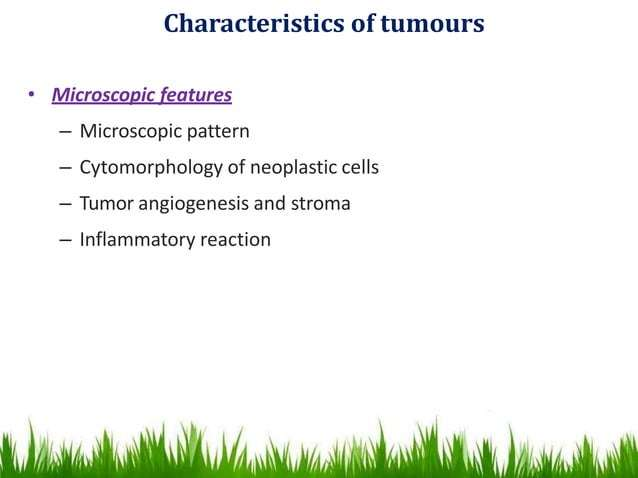 Characteristics of tumours
• Microscopic features
– Microscopic pattern
– Cytomorphology of neoplastic cells
– Tumor angiogenesis and stroma
– Inflammatory reaction